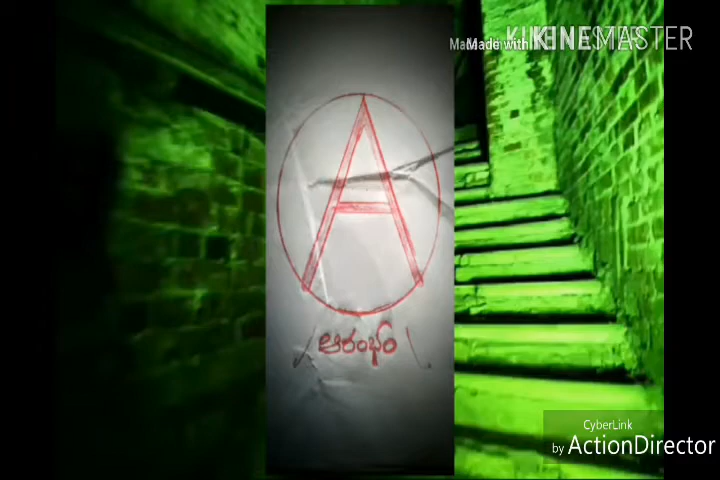 Made with KINEMASTER
A
ఆరంభం
CyberLink
by ActionDirector